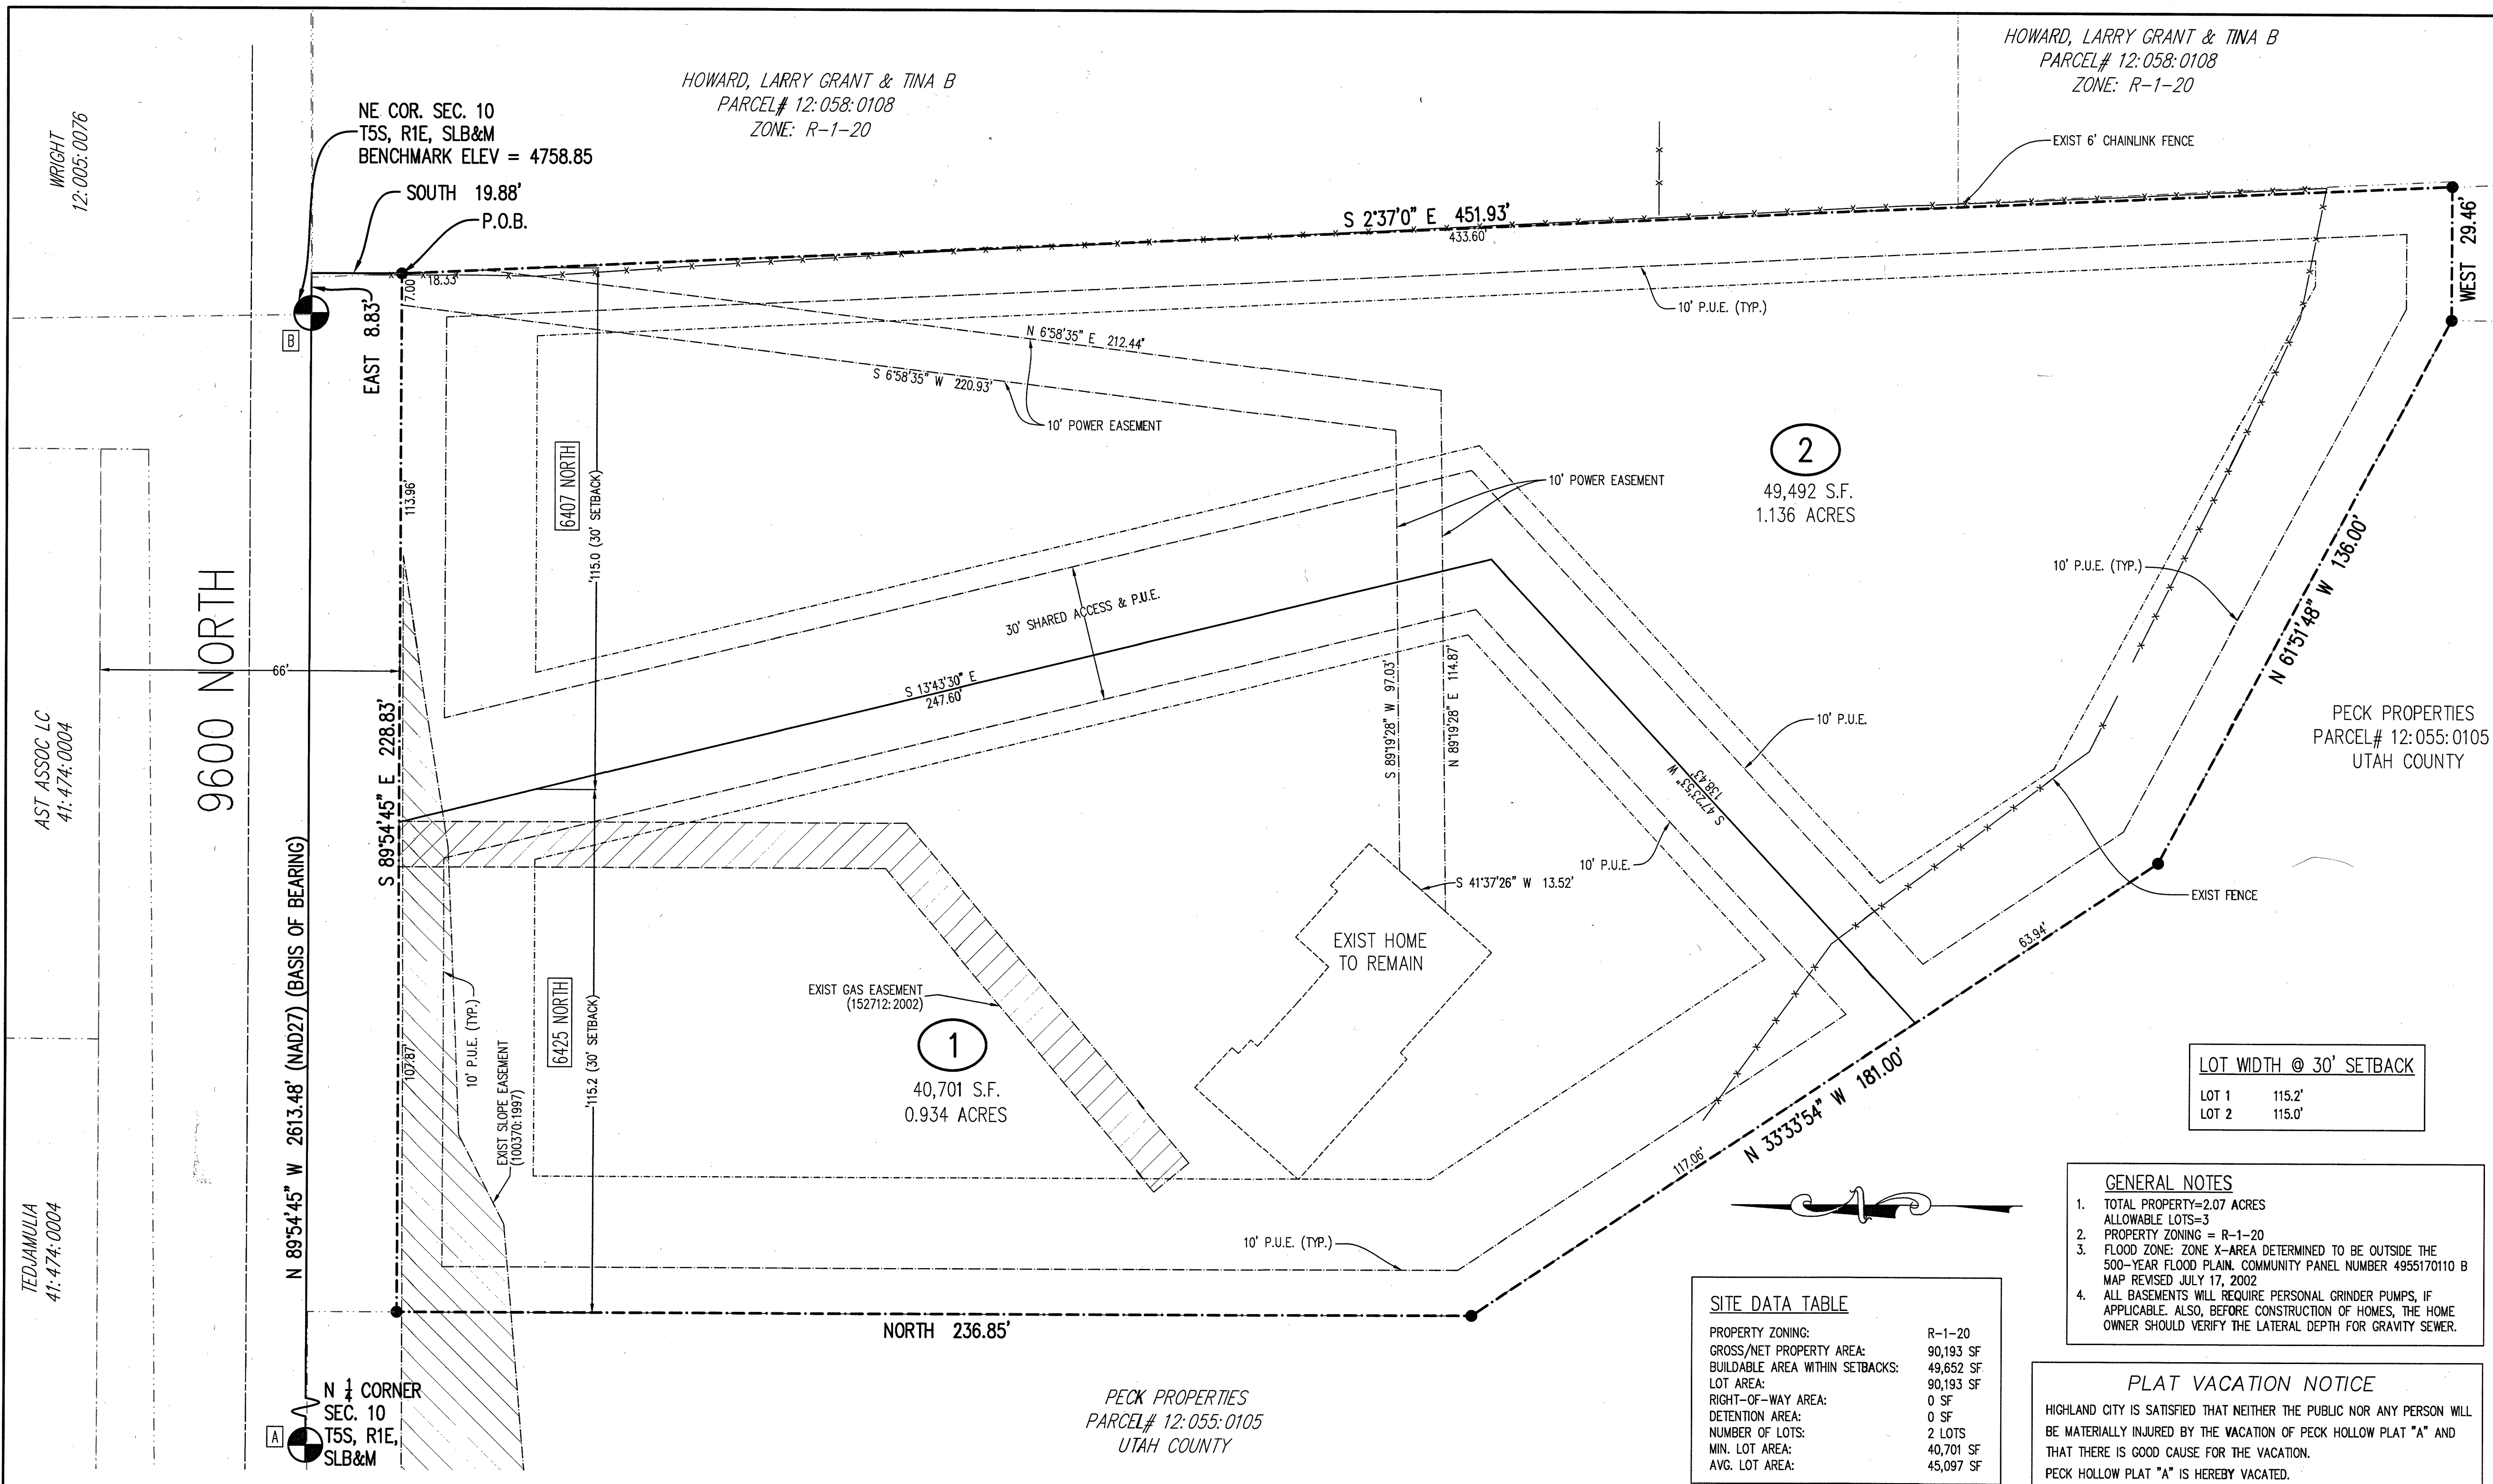 HOWARD, LARRY GRANT & TINA B
PARCEL# 12:058:0108
ZONE: R-1-20
HOWARD, LARRY GRANT & TINA B
PARCEL# 12:058:0108
ZONE: R-1-20
WRIGHT
12:005:0076
NE COR. SEC. 10
T5S, R1E, SLB&M
BENCHMARK ELEV = 4758.85
SOUTH 19.88'
P.O.B.
EXIST 6' CHAINLINK FENCE
S 2°37'0" E 451.93'
433.60'
WEST 29.46'
7.00'
18.33'
EAST 8.83'
B
10' P.U.E. (TYP.)
N 6°58'35" E 212.44'
S 6°58'35" W 220.93'
10' POWER EASEMENT
6407 NORTH
115.0 (30' SETBACK)
113.96'
10' POWER EASEMENT
2
49,492 S.F.
1.136 ACRES
10' P.U.E. (TYP.)
N 61°51'48" W 136.00'
9600 NORTH
66'
30' SHARED ACCESS & P.U.E.
S 13°43'30" E
247.60'
S 89°19'28" W 97.03'
N 89°19'28" E 114.87'
10' P.U.E.
S 47°23'53" W
138.43'
PECK PROPERTIES
PARCEL# 12:055:0105
UTAH COUNTY
AST ASSOC LC
41:474:0004
S 89°54'45" E 228.83'
N 89°54'45" W 2613.48' (NAD27) (BASIS OF BEARING)
10' P.U.E.
S 41°37'26" W 13.52'
EXIST FENCE
EXIST HOME
TO REMAIN
63.94'
EXIST GAS EASEMENT
(152712:2002)
1
40,701 S.F.
0.934 ACRES
6425 NORTH
115.2 (30' SETBACK)
10' P.U.E. (TYP.)
107.87'
EXIST SLOPE EASEMENT
(100370:1997)
N 33°33'54" W 181.00'
117.06'
LOT WIDTH @ 30' SETBACK
LOT 1 115.2'
LOT 2 115.0'
TEDJAMULIA
41:474:0004
10' P.U.E. (TYP.)
NORTH 236.85'
GENERAL NOTES
1. TOTAL PROPERTY=2.07 ACRES
ALLOWABLE LOTS=3
2. PROPERTY ZONING = R-1-20
3. FLOOD ZONE: ZONE X-AREA DETERMINED TO BE OUTSIDE THE
500-YEAR FLOOD PLAIN. COMMUNITY PANEL NUMBER 4955170110 B
MAP REVISED JULY 17, 2002
4. ALL BASEMENTS WILL REQUIRE PERSONAL GRINDER PUMPS, IF
APPLICABLE. ALSO, BEFORE CONSTRUCTION OF HOMES, THE HOME
OWNER SHOULD VERIFY THE LATERAL DEPTH FOR GRAVITY SEWER.
SITE DATA TABLE
PROPERTY ZONING: R-1-20
GROSS/NET PROPERTY AREA: 90,193 SF
BUILDABLE AREA WITHIN SETBACKS: 49,652 SF
LOT AREA: 90,193 SF
RIGHT-OF-WAY AREA: 0 SF
DETENTION AREA: 0 SF
NUMBER OF LOTS: 2 LOTS
MIN. LOT AREA: 40,701 SF
AVG. LOT AREA: 45,097 SF
N 1/4 CORNER
SEC. 10
T5S, R1E,
SLB&M
A
PECK PROPERTIES
PARCEL# 12:055:0105
UTAH COUNTY
PLAT VACATION NOTICE
HIGHLAND CITY IS SATISFIED THAT NEITHER THE PUBLIC NOR ANY PERSON WILL
BE MATERIALLY INJURED BY THE VACATION OF PECK HOLLOW PLAT "A" AND
THAT THERE IS GOOD CAUSE FOR THE VACATION.
PECK HOLLOW PLAT "A" IS HEREBY VACATED.